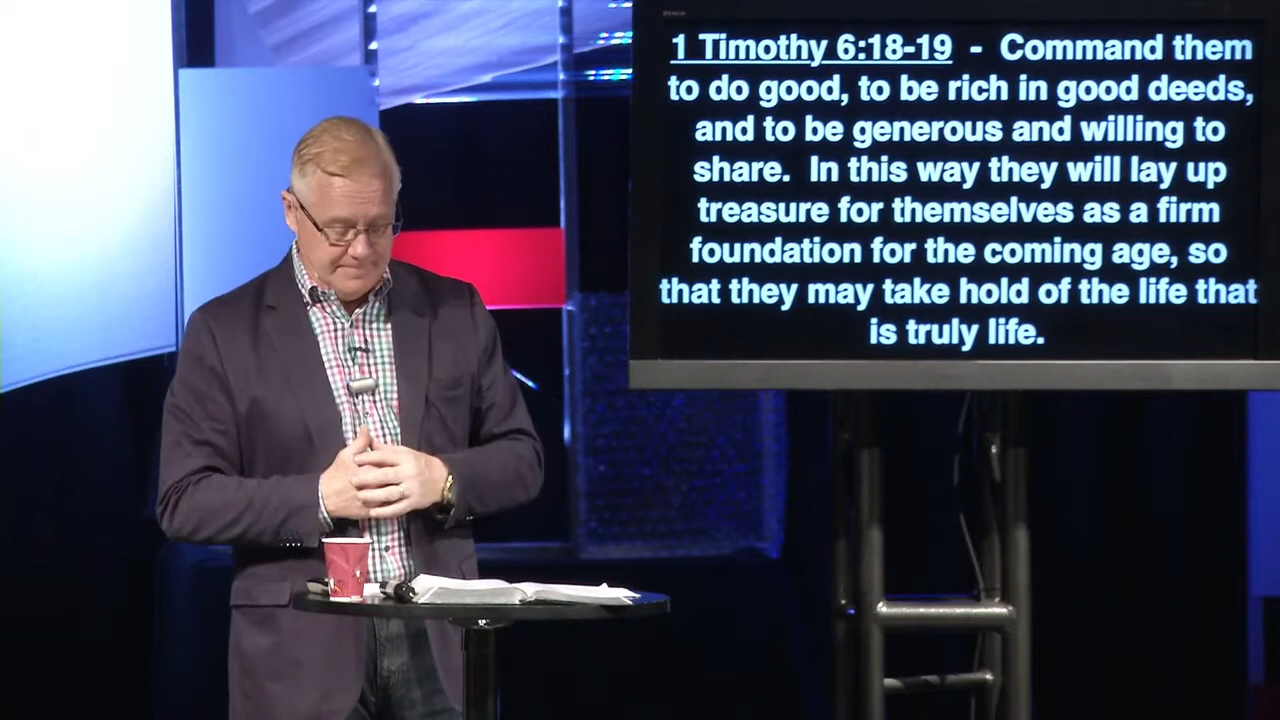 1 Timothy 6:18-19 - Command them
to do good, to be rich in good deeds,
and to be generous and willing to
share. In this way they will lay up
treasure for themselves as a firm
foundation for the coming age, so
that they may take hold of the life that
is truly life.